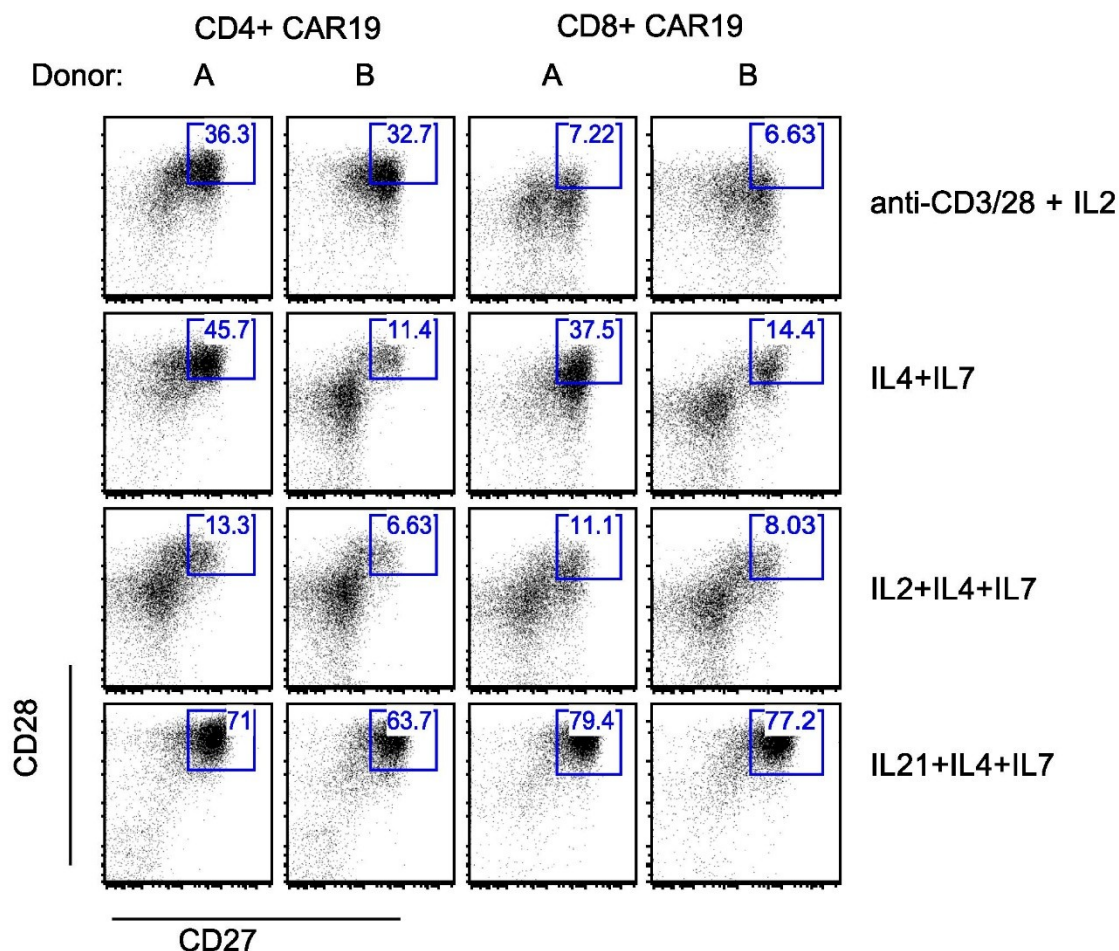 CD4+ CAR19 CD8+ CAR19
Donor: A B A B
36.3 32.7 7.22 6.63
anti-CD3/28 + IL2
45.7 11.4 37.5 14.4
IL4+IL7
13.3 6.63 11.1 8.03
IL2+IL4+IL7
71 63.7 79.4 77.2
IL21+IL4+IL7
CD28
CD27